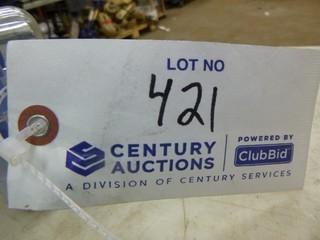 LOT NO
421
CENTURY AUCTIONS
POWERED BY
ClubBid
A DIVISION OF CENTURY SERVICES